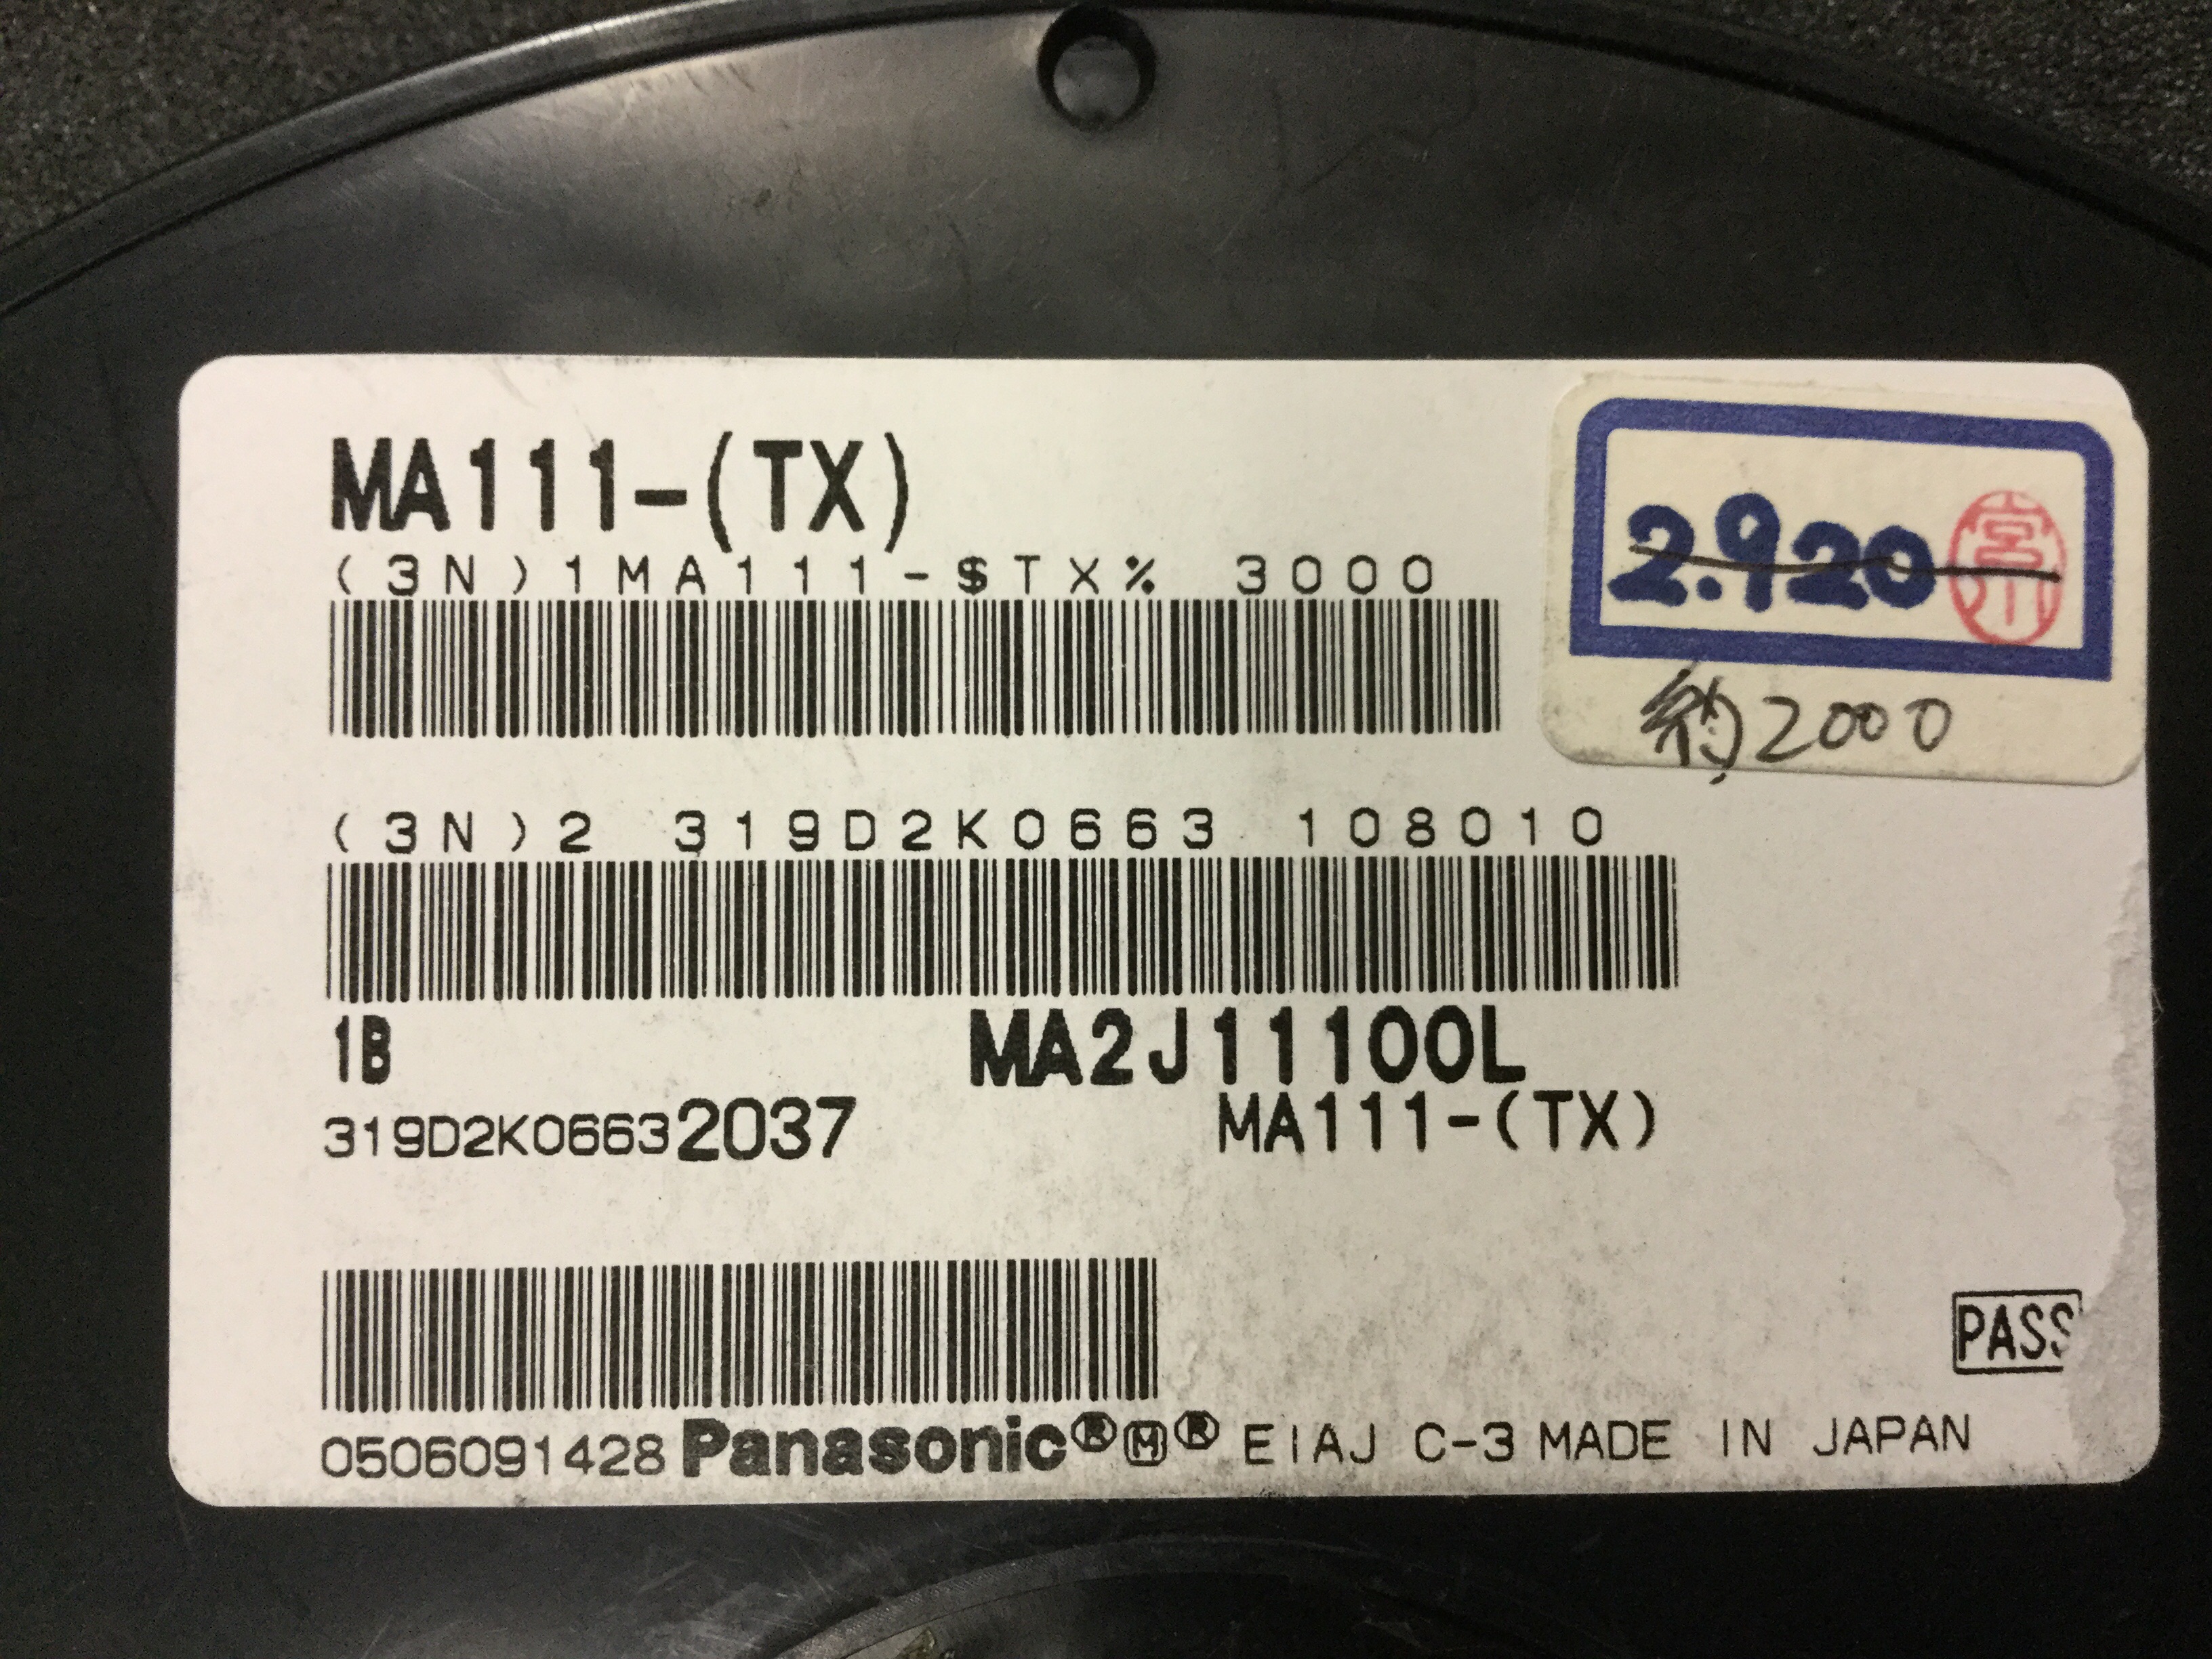 MA111-(TX)
(3N)1MA111-$TX% 3000
2.920
約2000
(3N)2 319D2K0663 108010
1B
MA2J11100L
319D2K06632037
MA111-(TX)
PASS
0506091428 Panasonic®Ⓜ® EIAJ C-3 MADE IN JAPAN